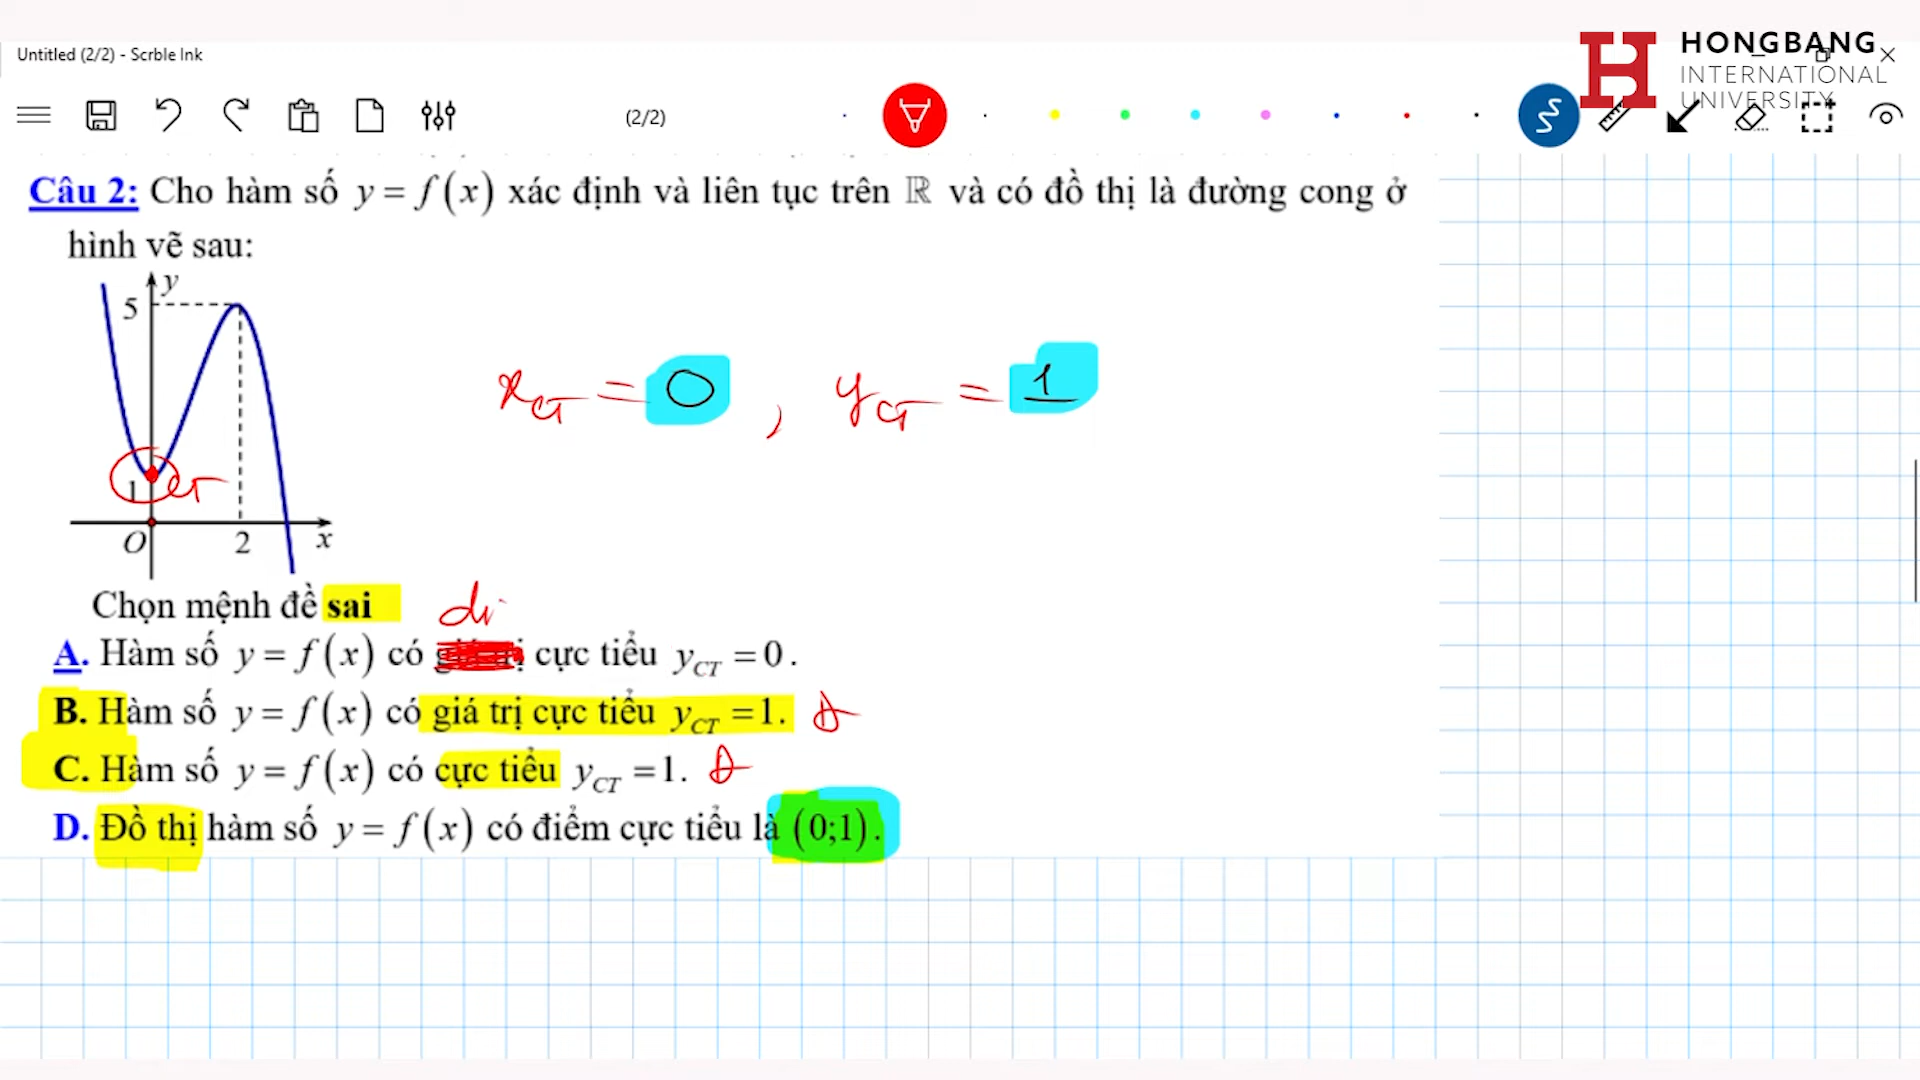 Untitled (2/2) - Scrble Ink
HONGBANG
INTERNATIONAL
UNIVERSITY
(2/2)
Câu 2: Cho hàm số y = f(x) xác định và liên tục trên ℝ và có đồ thị là đường cong ở
hình vẽ sau:
y
5
x_CT = 0 , y_CT = 1
1 CT
O 2 x
Chọn mệnh đề sai
A. Hàm số y = f(x) có cực tiểu y_CT = 0.
B. Hàm số y = f(x) có giá trị cực tiểu y_CT = 1. Đ
C. Hàm số y = f(x) có cực tiểu y_CT = 1. Đ
D. Đồ thị hàm số y = f(x) có điểm cực tiểu là (0;1).